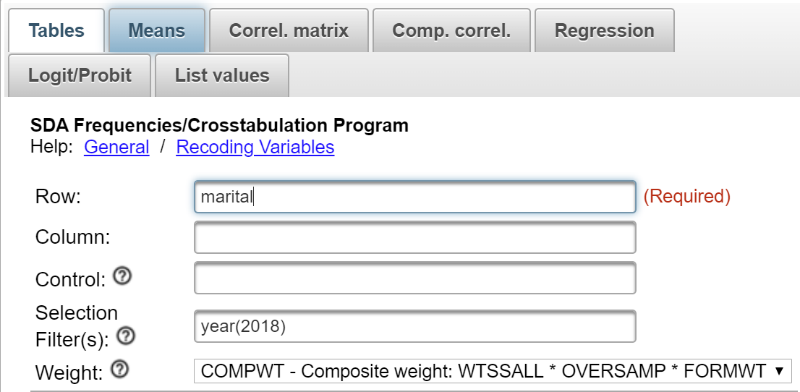 Tables Means Correl. matrix Comp. correl. Regression
Logit/Probit List values
SDA Frequencies/Crosstabulation Program
Help: General / Recoding Variables
Row: marital (Required)
Column:
Control: ?
Selection
Filter(s): ? year(2018)
Weight: ? COMPWT - Composite weight: WTSSALL * OVERSAMP * FORMWT